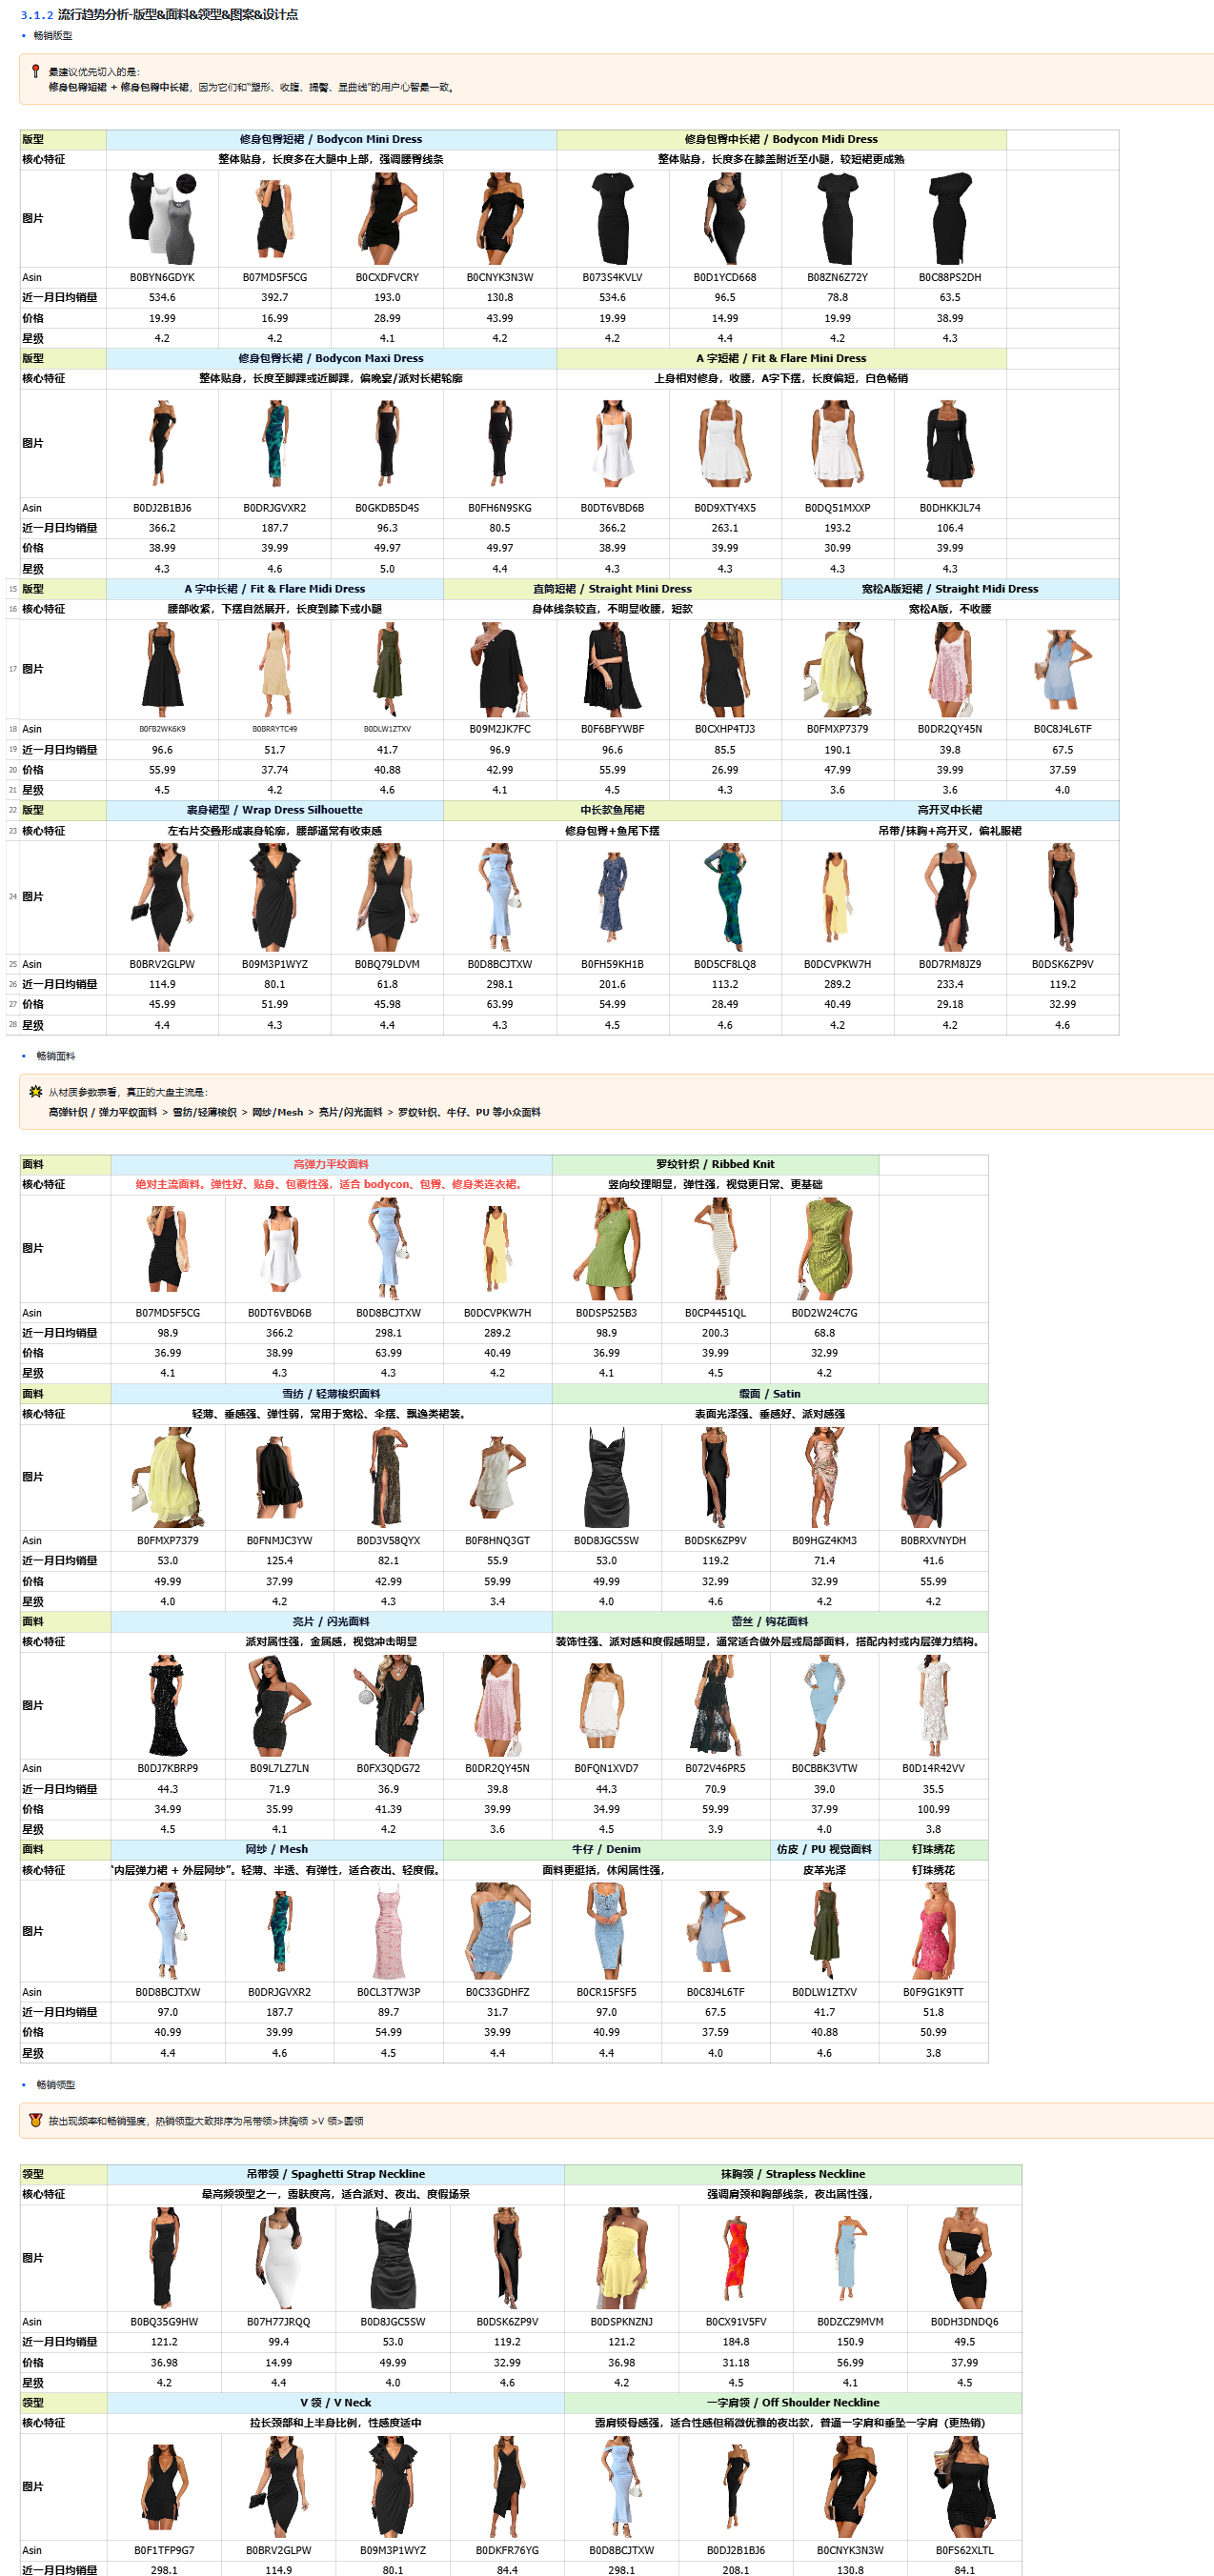 3.1.2 流行趋势分析-版型&面料&领型&图案&设计点
• 畅销版型
最建议优先切入的是：
修身包臀短裙 + 修身包臀中长裙，因为它们和“塑形、收腰、提臀、显曲线”的用户心智最一致。
版型 修身包臀短裙 / Bodycon Mini Dress 修身包臀中长裙 / Bodycon Midi Dress
核心特征 整体贴身，长度多在大腿中上部，强调腰臀线条 整体贴身，长度多在膝盖附近至小腿，较短裙更成熟
图片
Asin B0BYN6GDYK B07MD5F5CG B0CXDFVCRY B0CNYK3N3W B073S4KVLV B0D1YCD668 B08ZN6Z72Y B0C88PS2DH
近一月日均销量 534.6 392.7 193.0 130.8 534.6 96.5 78.8 63.5
价格 19.99 16.99 28.99 43.99 19.99 14.99 19.99 38.99
星级 4.2 4.2 4.1 4.2 4.2 4.4 4.2 4.3
版型 修身包臀长裙 / Bodycon Maxi Dress A 字短裙 / Fit & Flare Mini Dress
核心特征 整体贴身，长度至脚踝或近脚踝，偏晚宴/派对长裙轮廓 上身相对修身，收腰，A字下摆，长度偏短，白色畅销
图片
Asin B0DJ2B1BJ6 B0DRJGVXR2 B0GKDB5D4S B0FH6N9SKG B0DT6VBD6B B0D9XTY4X5 B0DQ51MXXP B0DHKKJL74
近一月日均销量 366.2 187.7 96.3 80.5 366.2 263.1 193.2 106.4
价格 38.99 39.99 49.97 49.97 38.99 39.99 30.99 39.99
星级 4.3 4.6 5.0 4.4 4.3 4.3 4.3 4.3
15 版型 A 字中长裙 / Fit & Flare Midi Dress 直筒短裙 / Straight Mini Dress 宽松A版短裙 / Straight Midi Dress
16 核心特征 腰部收紧，下摆自然展开，长度到膝下或小腿 身体线条较直，不明显收腰，短款 宽松A版，不收腰
17 图片
18 Asin B0FB2WK6K9 B0BRRYTC49 B0DLW1ZTXV B09M2JK7FC B0F6BFYWBF B0CXHP4TJ3 B0FMXP7379 B0DR2QY45N B0C8J4L6TF
19 近一月日均销量 96.6 51.7 41.7 96.9 96.6 85.5 190.1 39.8 67.5
20 价格 55.99 37.74 40.88 42.99 55.99 26.99 47.99 39.99 37.59
21 星级 4.5 4.2 4.6 4.1 4.5 4.3 3.6 3.6 4.0
22 版型 裹身裙型 / Wrap Dress Silhouette 中长款鱼尾裙 高开叉中长裙
23 核心特征 左右片交叠形成裹身轮廓，腰部通常有收束感 修身包臀+鱼尾下摆 吊带/抹胸+高开叉，偏礼服裙
24 图片
25 Asin B0BRV2GLPW B09M3P1WYZ B0BQ79LDVM B0D8BCJTXW B0FH59KH1B B0D5CF8LQ8 B0DCVPKW7H B0D7RM8JZ9 B0DSK6ZP9V
26 近一月日均销量 114.9 80.1 61.8 298.1 201.6 113.2 289.2 233.4 119.2
27 价格 45.99 51.99 45.98 63.99 54.99 28.49 40.49 29.18 32.99
28 星级 4.4 4.3 4.4 4.3 4.5 4.6 4.2 4.2 4.6
• 畅销面料
从材质参数表看，真正的大盘主流是：
高弹针织 / 弹力平纹面料 > 雪纺/轻薄梭织 > 网纱/Mesh > 亮片/闪光面料 > 罗纹针织、牛仔、PU 等小众面料
面料 高弹力平纹面料 罗纹针织 / Ribbed Knit
核心特征 绝对主流面料。弹性好、贴身、包覆性强，适合 bodycon、包臀、修身类连衣裙。 竖向纹理明显，弹性强，视觉更日常、更基础
图片
Asin B07MD5F5CG B0DT6VBD6B B0D8BCJTXW B0DCVPKW7H B0DSP525B3 B0CP4451QL B0D2W24C7G
近一月日均销量 98.9 366.2 298.1 289.2 98.9 200.3 68.8
价格 36.99 38.99 63.99 40.49 36.99 39.99 32.99
星级 4.1 4.3 4.3 4.2 4.1 4.5 4.2
面料 雪纺 / 轻薄梭织面料 缎面 / Satin
核心特征 轻薄、垂感强、弹性弱，常用于宽松、伞摆、飘逸类裙装。 表面光泽强、垂感好、派对感强
图片
Asin B0FMXP7379 B0FNMJC3YW B0D3V58QYX B0F8HNQ3GT B0D8JGC5SW B0DSK6ZP9V B09HGZ4KM3 B0BRXVNYDH
近一月日均销量 53.0 125.4 82.1 55.9 53.0 119.2 71.4 41.6
价格 49.99 37.99 42.99 59.99 49.99 32.99 32.99 55.99
星级 4.0 4.2 4.3 3.4 4.0 4.6 4.2 4.2
面料 亮片 / 闪光面料 蕾丝 / 钩花面料
核心特征 派对属性强，金属感，视觉冲击明显 装饰性强、派对感和度假感明显，通常适合做外层或局部面料，搭配内衬或内层弹力结构。
图片
Asin B0DJ7KBRP9 B09L7LZ7LN B0FX3QDG72 B0DR2QY45N B0FQN1XVD7 B072V46PR5 B0CBBK3VTW B0D14R42VV
近一月日均销量 44.3 71.9 36.9 39.8 44.3 70.9 39.0 35.5
价格 34.99 35.99 41.39 39.99 34.99 59.99 37.99 100.99
星级 4.5 4.1 4.2 3.6 4.5 3.9 4.0 3.8
面料 网纱 / Mesh 牛仔 / Denim 仿皮 / PU 视觉面料 钉珠绣花
核心特征 “内层弹力裙 + 外层网纱”。轻薄、半透、有弹性，适合夜出、轻度假。 面料更挺括，休闲属性强， 皮革光泽 钉珠绣花
图片
Asin B0D8BCJTXW B0DRJGVXR2 B0CL3T7W3P B0C33GDHFZ B0CR15FSF5 B0C8J4L6TF B0DLW1ZTXV B0F9G1K9TT
近一月日均销量 97.0 187.7 89.7 31.7 97.0 67.5 41.7 51.8
价格 40.99 39.99 54.99 39.99 40.99 37.59 40.88 50.99
星级 4.4 4.6 4.5 4.4 4.4 4.0 4.6 3.8
• 畅销领型
按出现频率和畅销强度，热销领型大致排序为吊带领>抹胸领 >V 领>圆领
领型 吊带领 / Spaghetti Strap Neckline 抹胸领 / Strapless Neckline
核心特征 最高频领型之一，露肤度高，适合派对、夜出、度假场景 强调肩颈和胸部线条，夜出属性强，
图片
Asin B0BQ35G9HW B07H77JRQQ B0D8JGC5SW B0DSK6ZP9V B0DSPKNZNJ B0CX91V5FV B0DZCZ9MVM B0DH3DNDQ6
近一月日均销量 121.2 99.4 53.0 119.2 121.2 184.8 150.9 49.5
价格 36.98 14.99 49.99 32.99 36.98 31.18 56.99 37.99
星级 4.2 4.4 4.0 4.6 4.2 4.5 4.1 4.5
领型 V 领 / V Neck 一字肩领 / Off Shoulder Neckline
核心特征 拉长颈部和上半身比例，性感度适中 露肩锁骨感强，适合性感但稍微优雅的夜出款，普通一字肩和垂坠一字肩（更热销）
图片
Asin B0F1TFP9G7 B0BRV2GLPW B09M3P1WYZ B0DKFR76YG B0D8BCJTXW B0DJ2B1BJ6 B0CNYK3N3W B0FS62XLTL
近一月日均销量 298.1 114.9 80.1 84.4 298.1 208.1 130.8 84.1